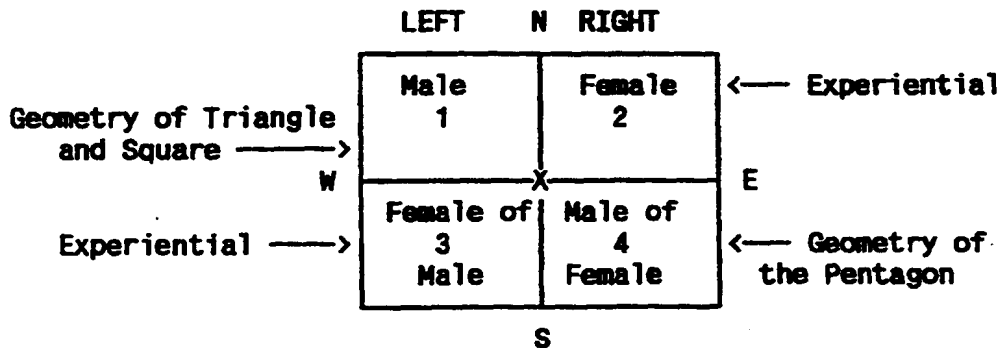 LEFT N RIGHT
Male Female <—— Experiential
1 2
Geometry of Triangle
and Square ———>
W X E
Female of Male of
Experiential ——> 3 4 <—— Geometry of
Male Female the Pentagon
S